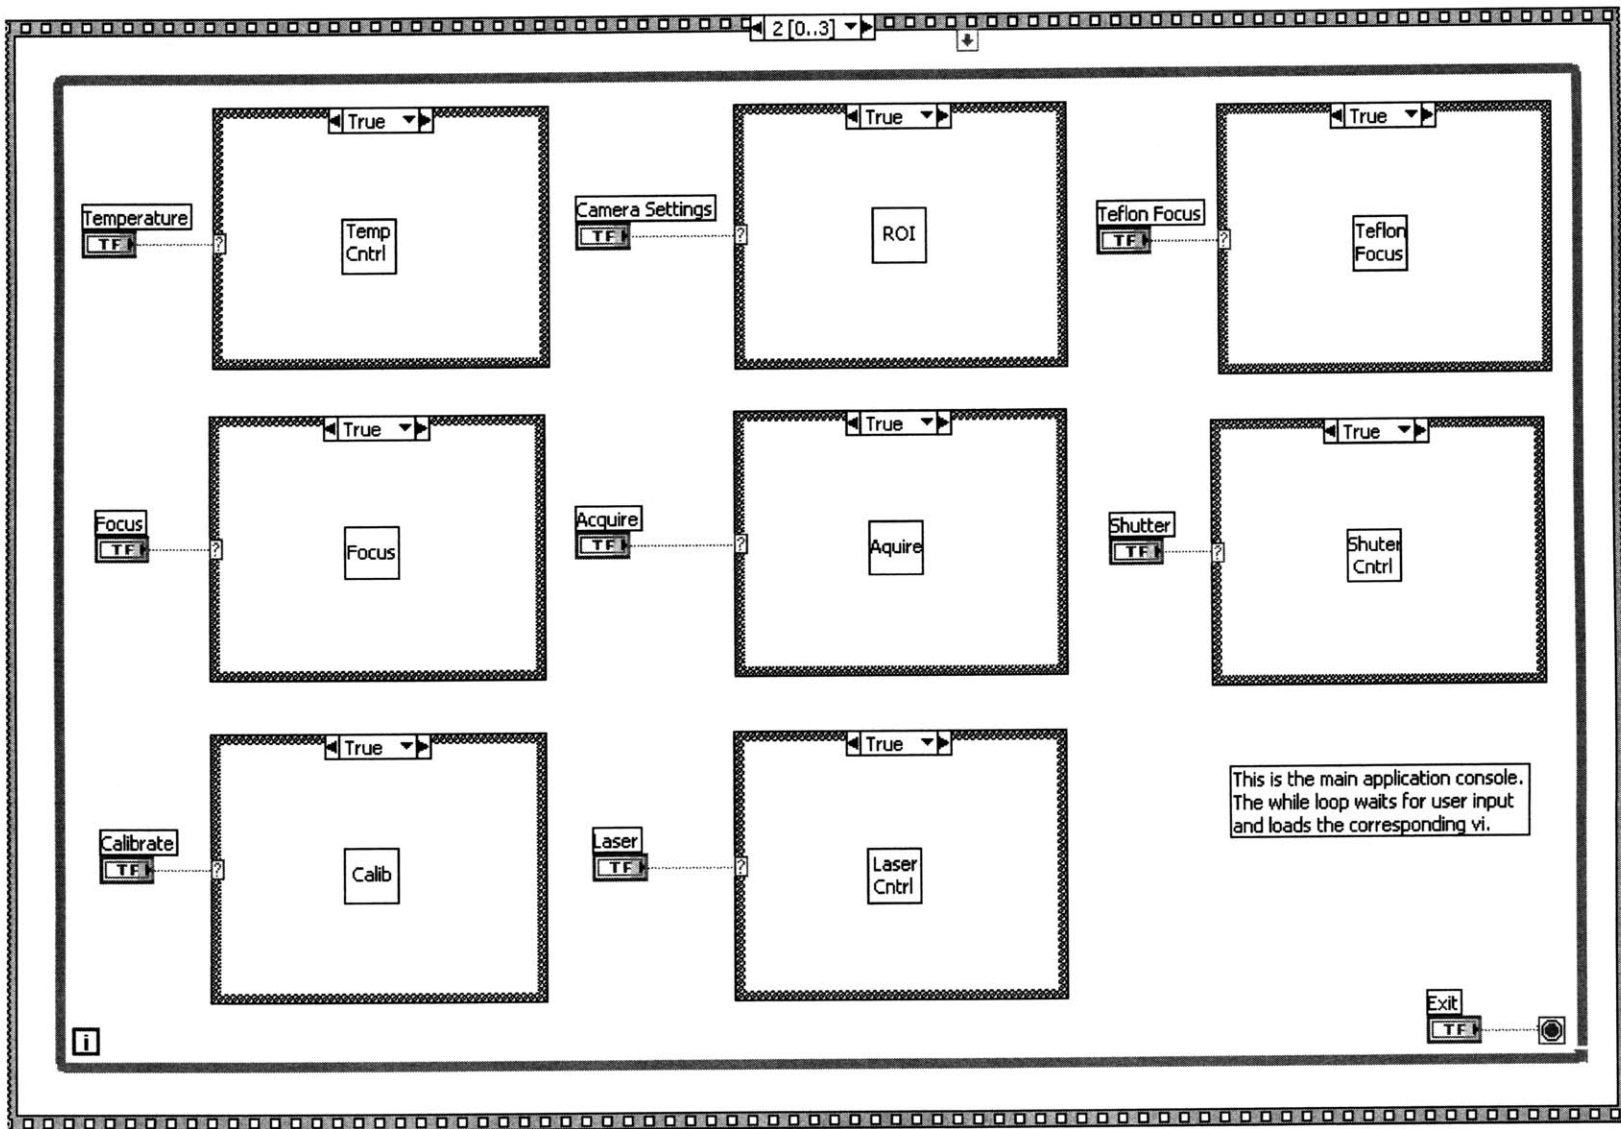 2 [0..3]
True
True
True
Temperature
TF
?
Temp
Cntrl
Camera Settings
TF
?
ROI
Teflon Focus
TF
?
Teflon
Focus
True
True
True
Focus
TF
?
Focus
Acquire
TF
?
Aquire
Shutter
TF
?
Shuter
Cntrl
True
True
Calibrate
TF
?
Calib
Laser
TF
?
Laser
Cntrl
This is the main application console.
The while loop waits for user input
and loads the corresponding vi.
Exit
TF
i